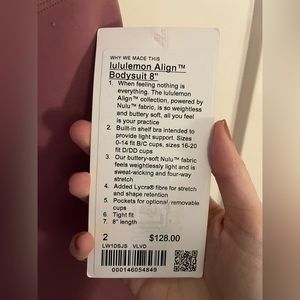 WHY WE MADE THIS
lululemon Align™
Bodysuit 8"
1. When feeling nothing is
everything. The lululemon
Align™ collection, powered by
Nulu™ fabric, is so weightless
and buttery soft, all you feel
is your practice
2. Built-in shelf bra intended to
provide light support. Sizes
0-14 fit B/C cups, sizes 16-20
fit D/DD cups
3. Our buttery-soft Nulu™ fabric
feels weightlessly light and is
sweat-wicking and four-way
stretch
4. Added Lycra® fibre for stretch
and shape retention
5. Pockets for optional, removable
cups
6. Tight fit
7. 8" length
2 $128.00
LW1DSJS VLVD
000146054849